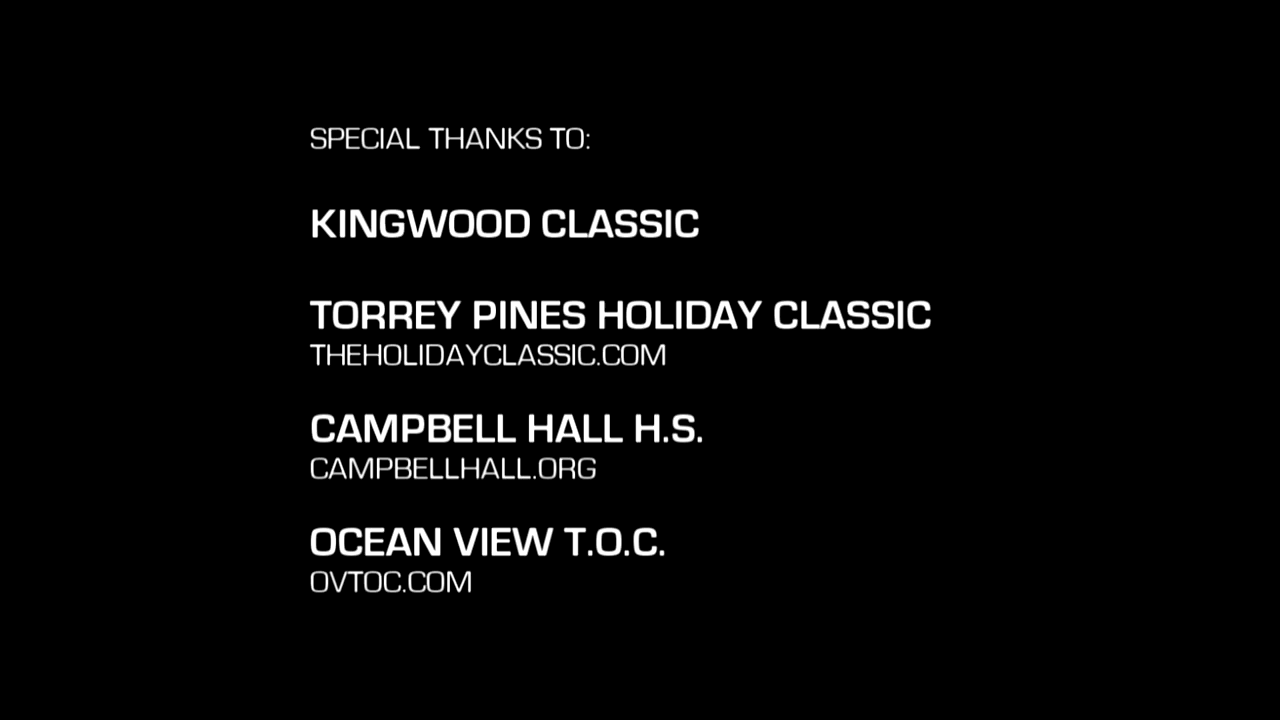 SPECIAL THANKS TO:
KINGWOOD CLASSIC
TORREY PINES HOLIDAY CLASSIC
THEHOLIDAYCLASSIC.COM
CAMPBELL HALL H.S.
CAMPBELLHALL.ORG
OCEAN VIEW T.O.C.
OVTOC.COM